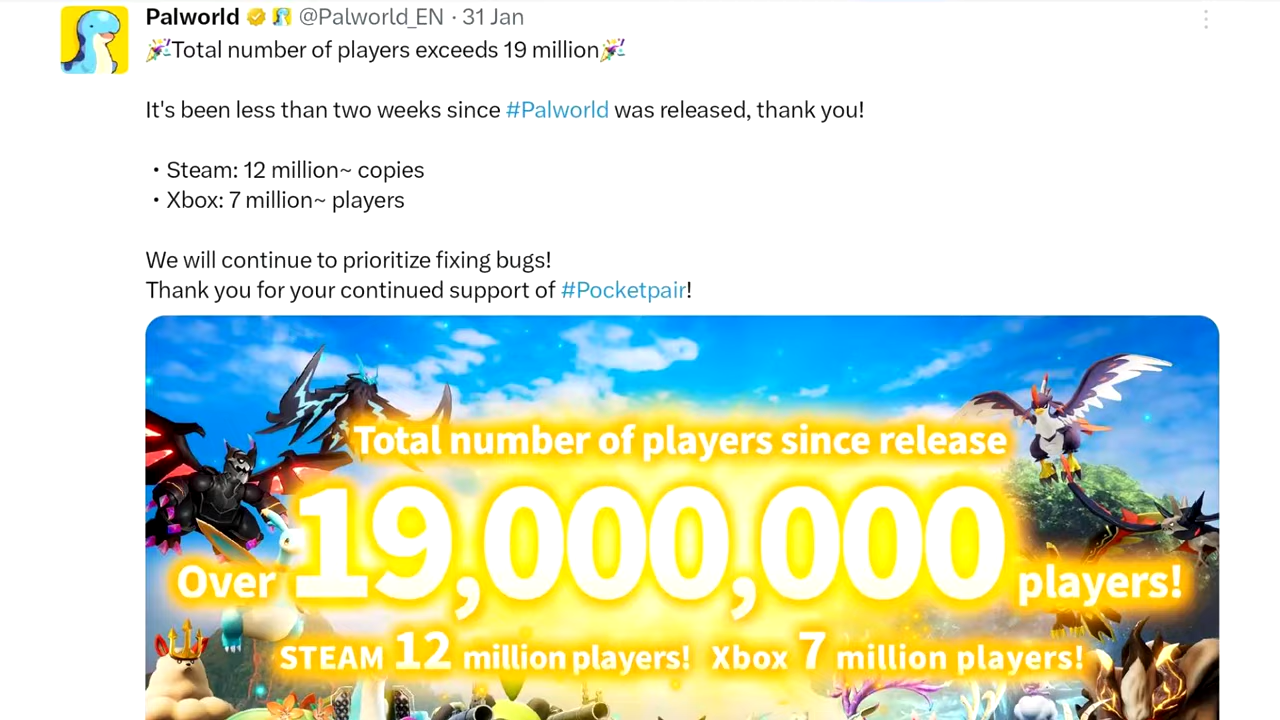 Palworld @Palworld_EN · 31 Jan
🎉Total number of players exceeds 19 million🎉
It's been less than two weeks since #Palworld was released, thank you!
・Steam: 12 million~ copies
・Xbox: 7 million~ players
We will continue to prioritize fixing bugs!
Thank you for your continued support of #Pocketpair!
Total number of players since release
Over 19,000,000 players!
STEAM 12 million players! Xbox 7 million players!